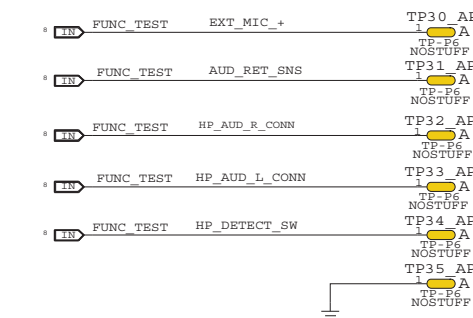 TP30_AP
8 IN FUNC_TEST EXT_MIC_+ 1 A
TP-P6
NOSTUFF
TP31_AP
8 IN FUNC_TEST AUD_RET_SNS 1 A
TP-P6
NOSTUFF
TP32_AP
8 IN FUNC_TEST HP_AUD_R_CONN 1 A
TP-P6
NOSTUFF
TP33_AP
8 IN FUNC_TEST HP_AUD_L_CONN 1 A
TP-P6
NOSTUFF
TP34_AP
8 IN FUNC_TEST HP_DETECT_SW 1 A
TP-P6
NOSTUFF
TP35_AP
1 A
TP-P6
NOSTUFF